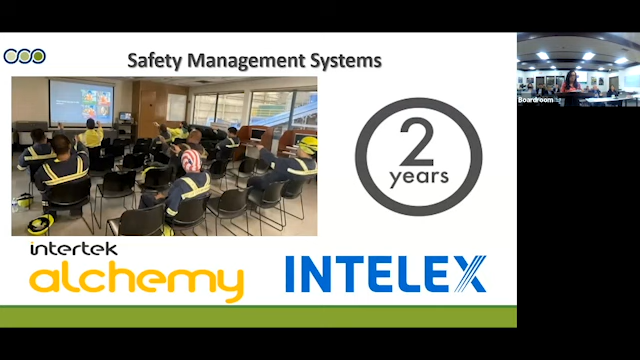 Safety Management Systems
2
years
intertek
alchemy
INTELEX
Boardroom